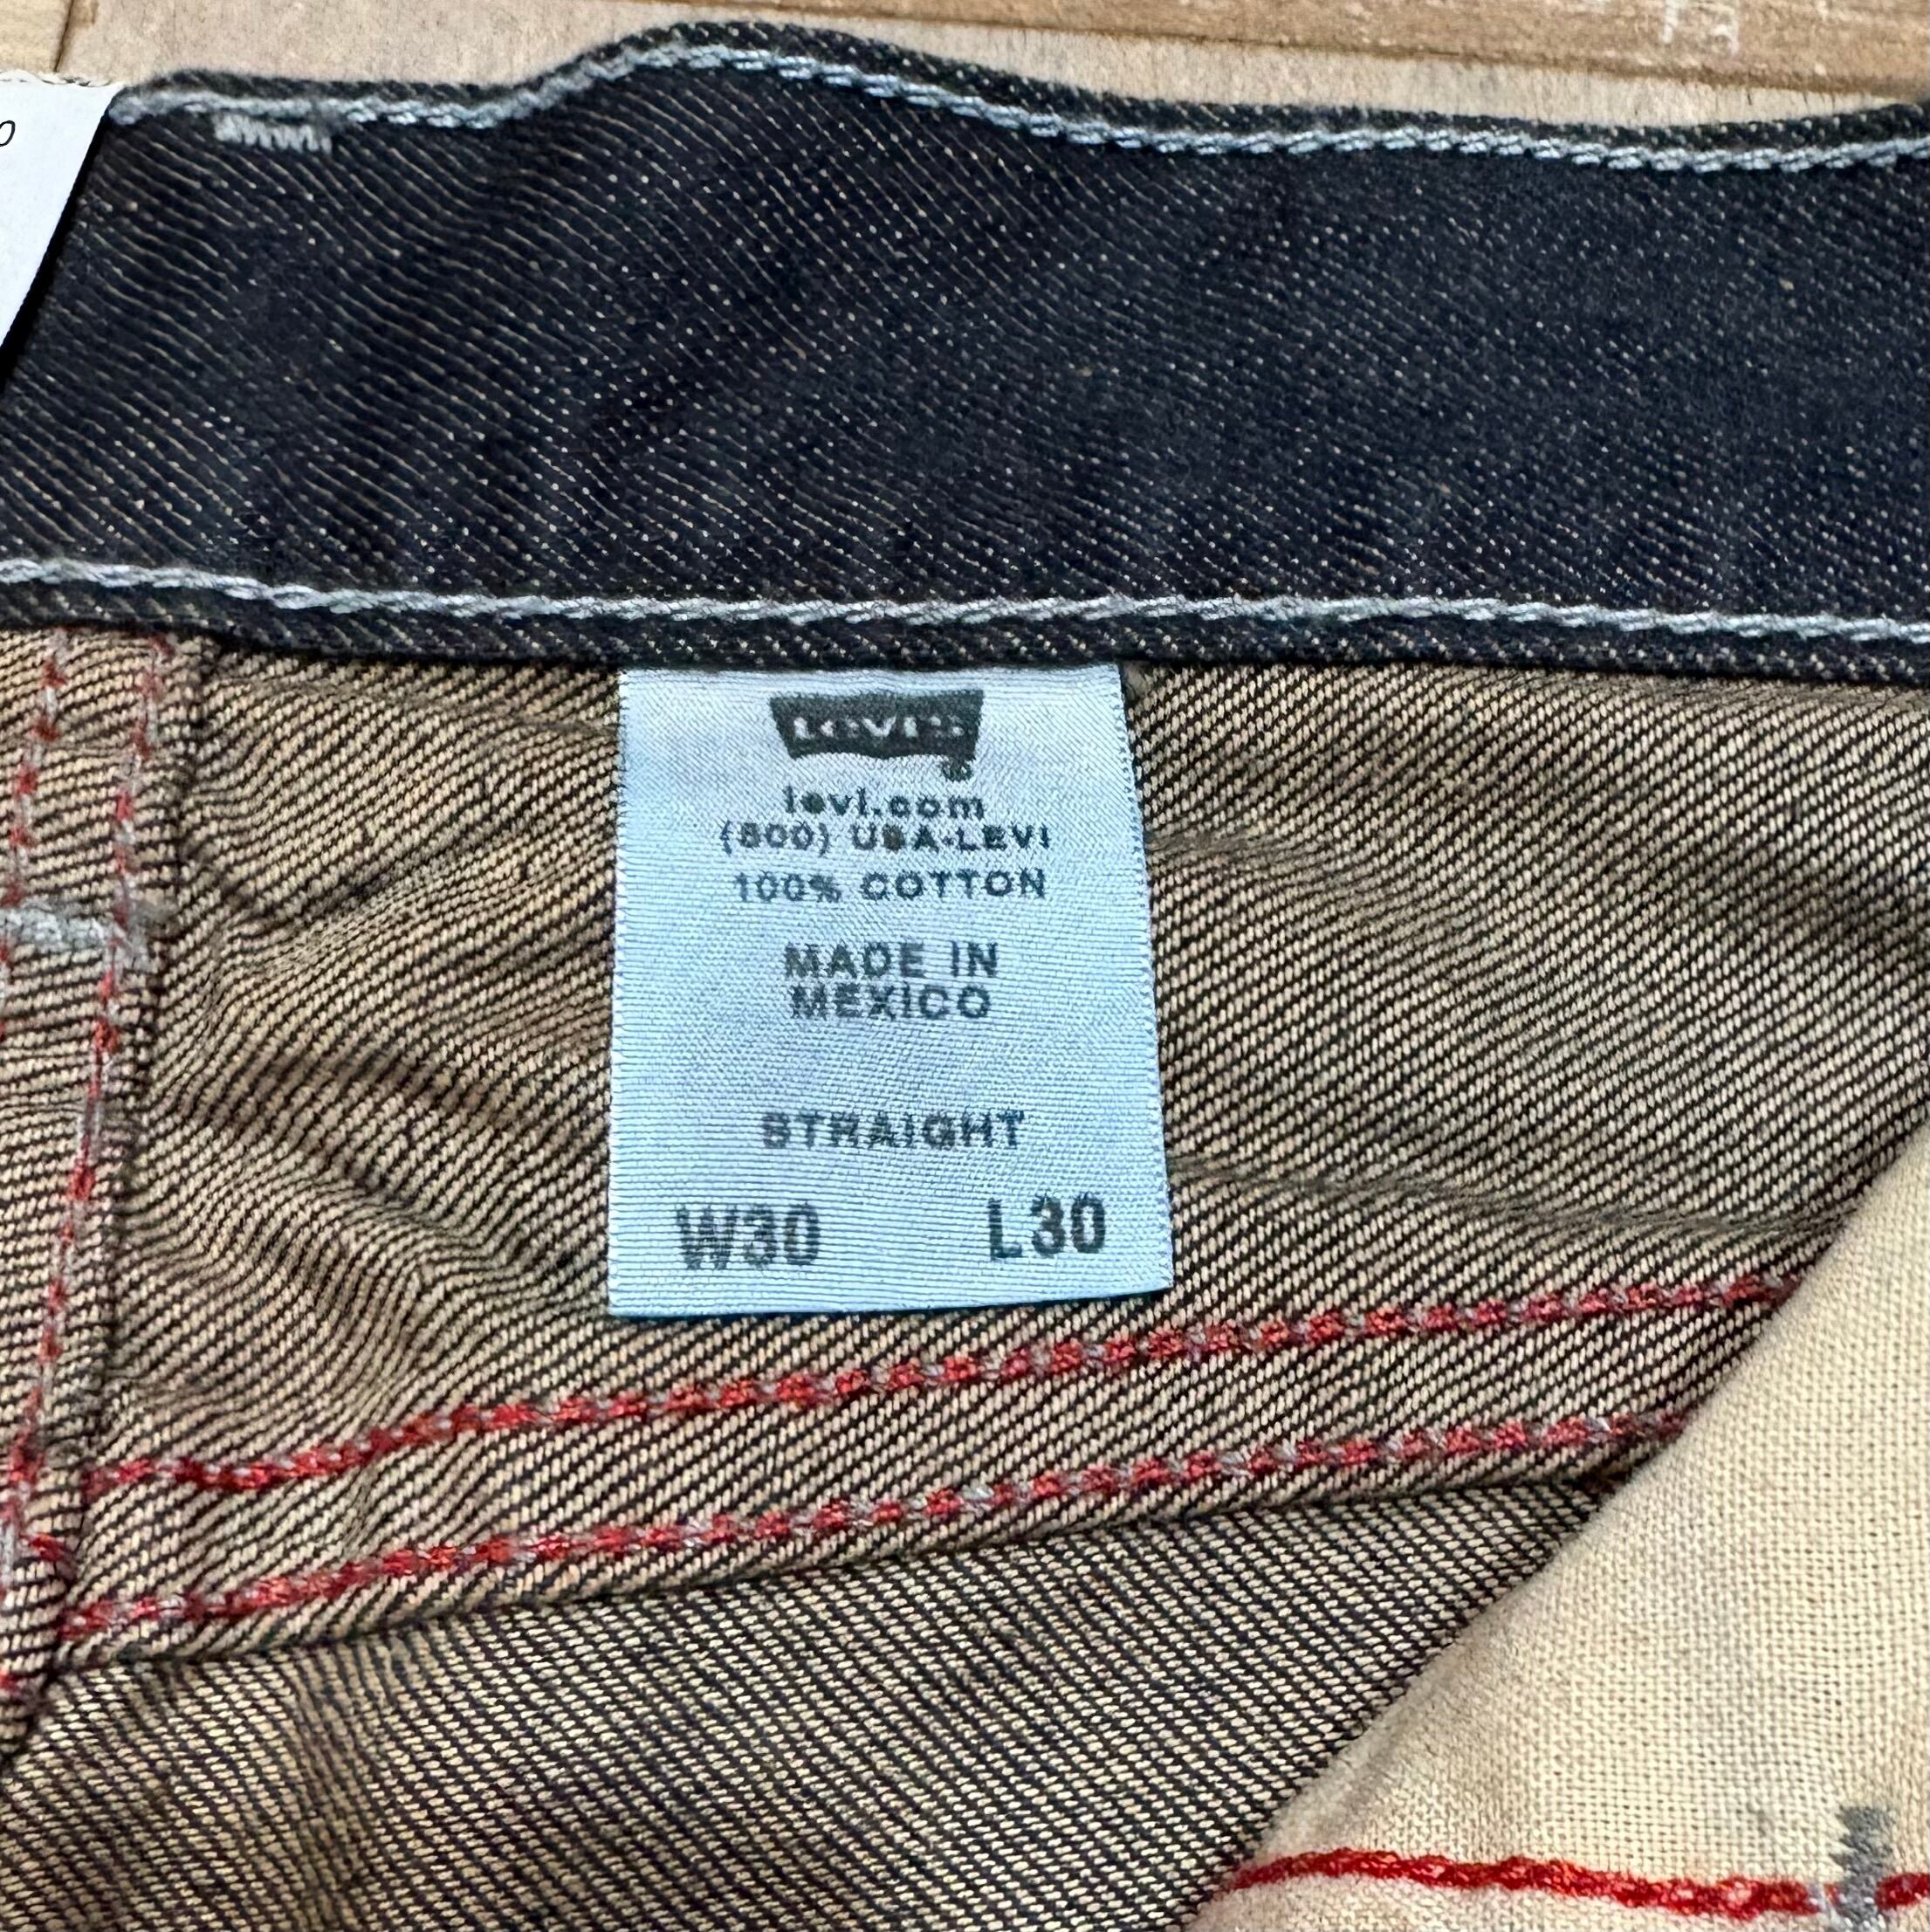 Levi's
®
levi.com
(800) USA-LEVI
100% COTTON
MADE IN
MEXICO
STRAIGHT
W30 L30